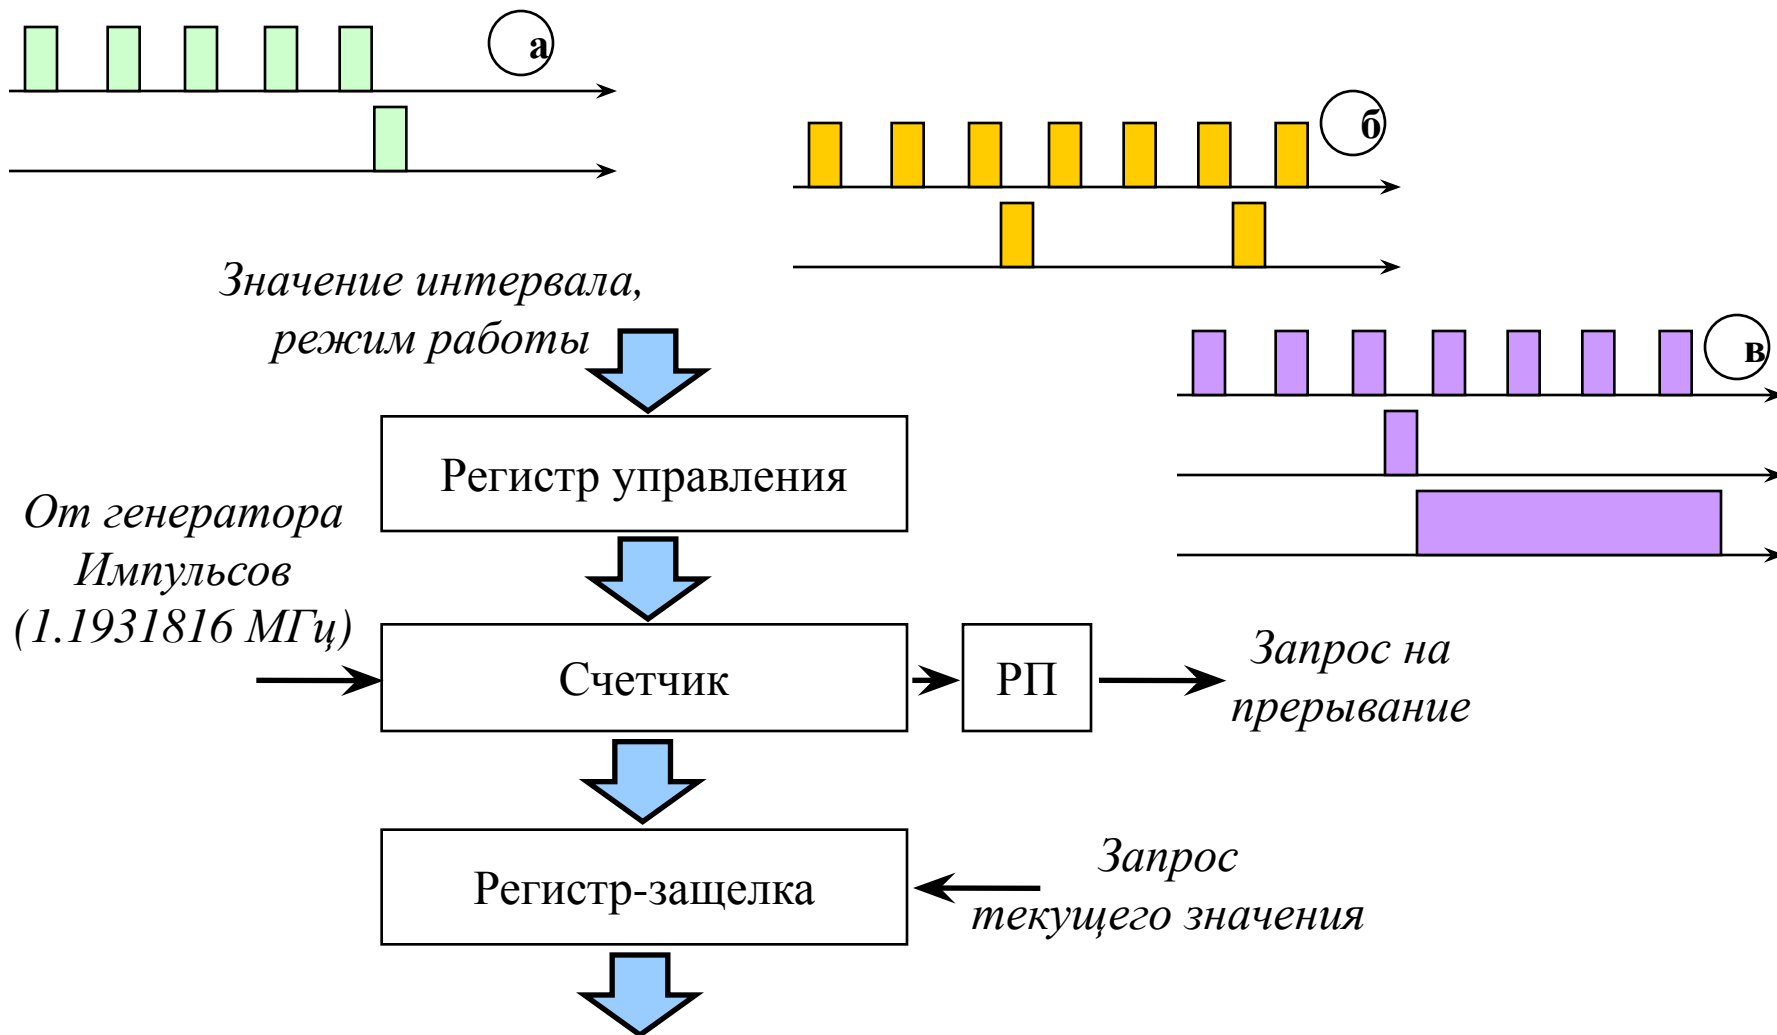 а
б
Значение интервала,
режим работы
в
Регистр управления
От генератора
Импульсов
(1.1931816 МГц)
Счетчик
РП
Запрос на
прерывание
Регистр-защелка
Запрос
текущего значения